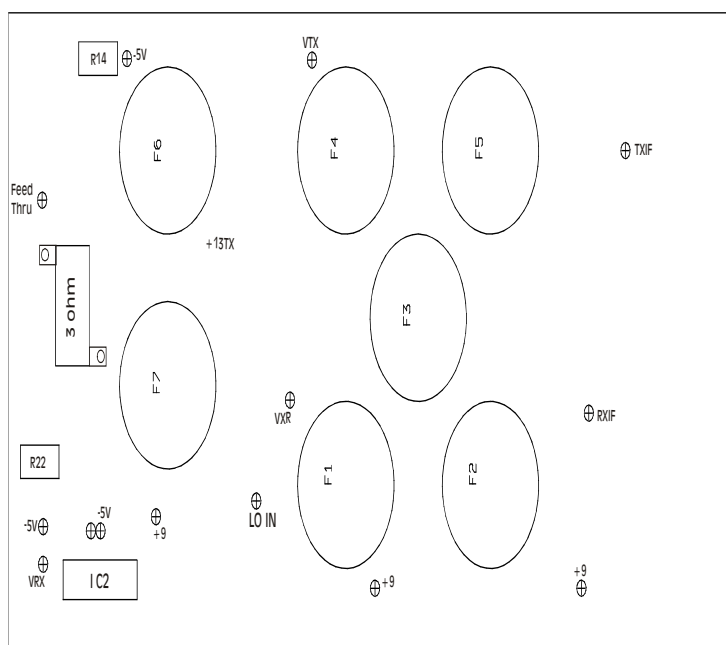 R14
-5V
VTX
F6
F4
F5
TXIF
Feed
Thru
+13TX
3 ohm
F3
F7
VXR
RXIF
R22
F1
F2
-5V
-5V
+9
LO IN
VRX
IC2
+9
+9